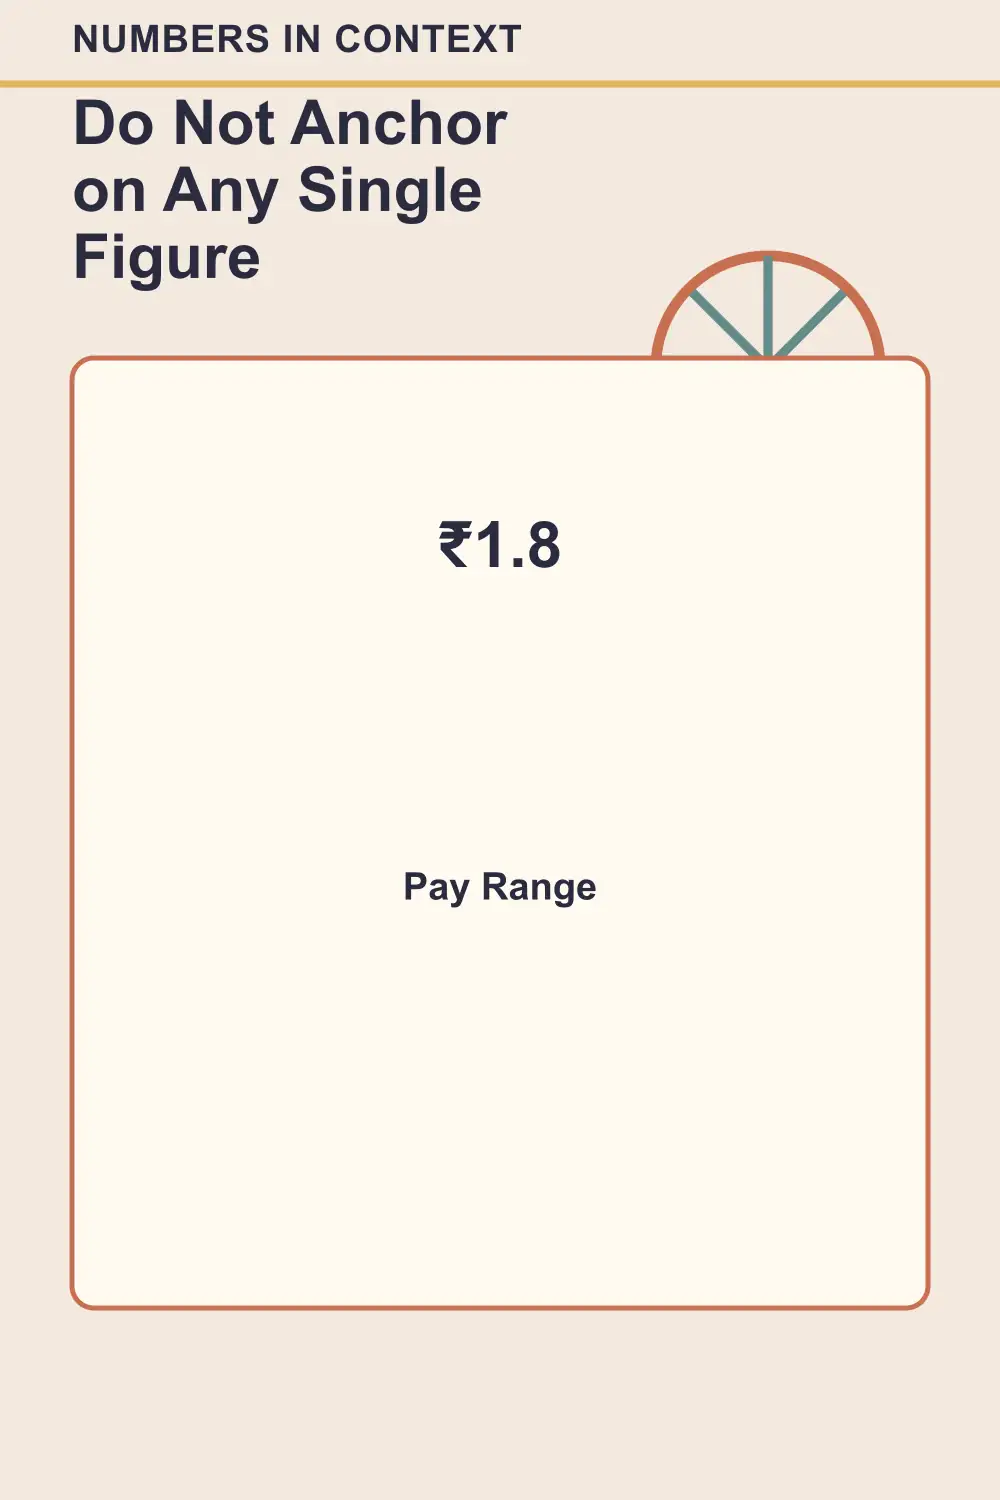 NUMBERS IN CONTEXT
Do Not Anchor
on Any Single
Figure
₹1.8
Pay Range